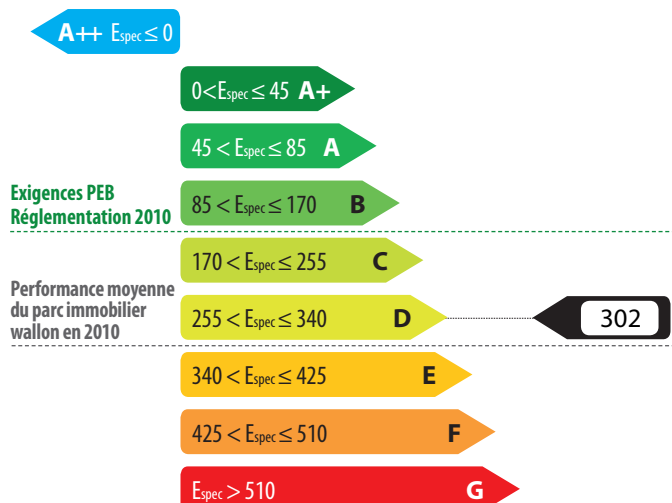 A++ Espec ≤ 0
0<Espec ≤ 45 A+
45 < Espec ≤ 85 A
Exigences PEB
Réglementation 2010
85 < Espec ≤ 170 B
170 < Espec ≤ 255 C
Performance moyenne
du parc immobilier
wallon en 2010
255 < Espec ≤ 340 D
302
340 < Espec ≤ 425 E
425 < Espec ≤ 510 F
Espec > 510 G